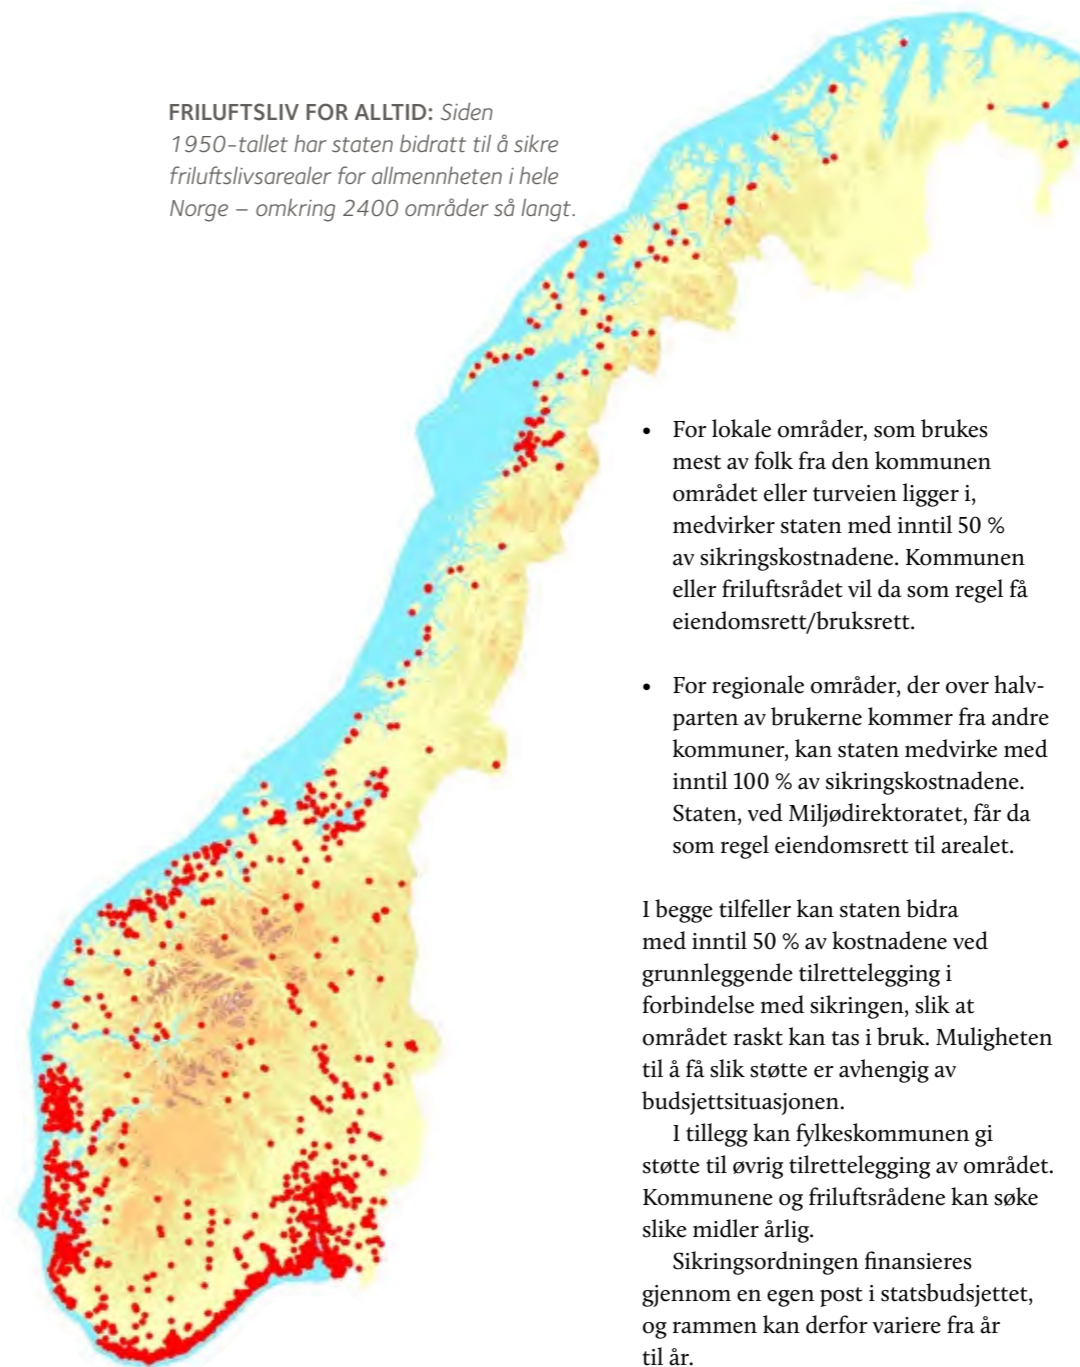 FRILUFTSLIV FOR ALLTID: Siden
1950-tallet har staten bidratt til å sikre
friluftslivsarealer for allmennheten i hele
Norge – omkring 2400 områder så langt.
• For lokale områder, som brukes
mest av folk fra den kommunen
området eller turveien ligger i,
medvirker staten med inntil 50 %
av sikringskostnadene. Kommunen
eller friluftsrådet vil da som regel få
eiendomsrett/bruksrett.
• For regionale områder, der over halv-
parten av brukerne kommer fra andre
kommuner, kan staten medvirke med
inntil 100 % av sikringskostnadene.
Staten, ved Miljødirektoratet, får da
som regel eiendomsrett til arealet.
I begge tilfeller kan staten bidra
med inntil 50 % av kostnadene ved
grunnleggende tilrettelegging i
forbindelse med sikringen, slik at
området raskt kan tas i bruk. Muligheten
til å få slik støtte er avhengig av
budsjettsituasjonen.
I tillegg kan fylkeskommunen gi
støtte til øvrig tilrettelegging av området.
Kommunene og friluftsrådene kan søke
slike midler årlig.
Sikringsordningen finansieres
gjennom en egen post i statsbudsjettet,
og rammen kan derfor variere fra år
til år.